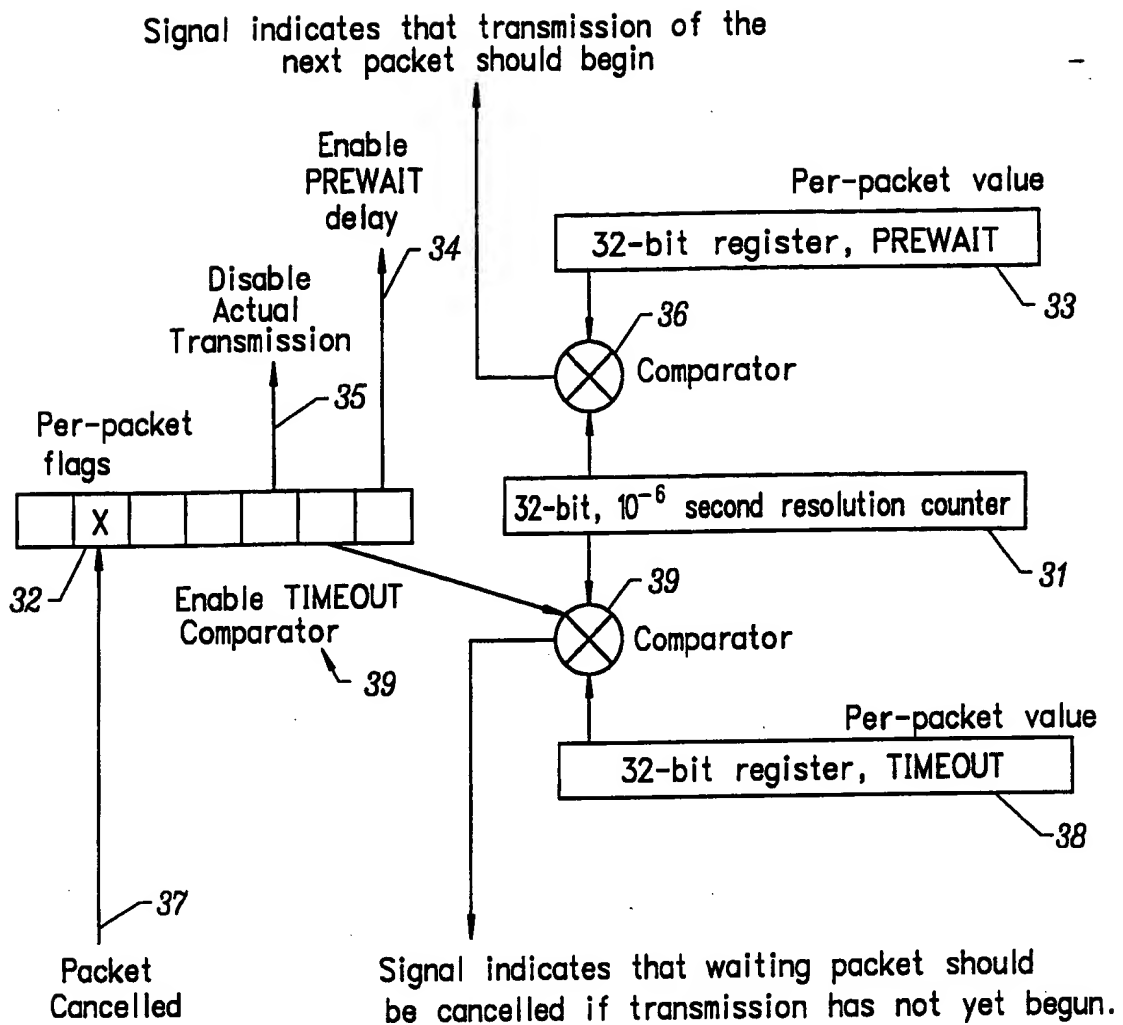 Signal indicates that transmission of the
next packet should begin
Enable
PREWAIT
delay
34
Per-packet value
32-bit register, PREWAIT
33
Disable
Actual
Transmission
35
36
Comparator
Per-packet
flags
X
32
32-bit, 10⁻⁶ second resolution counter
31
Enable TIMEOUT
Comparator
39
39
Comparator
Per-packet value
32-bit register, TIMEOUT
38
37
Packet
Cancelled
Signal indicates that waiting packet should
be cancelled if transmission has not yet begun.